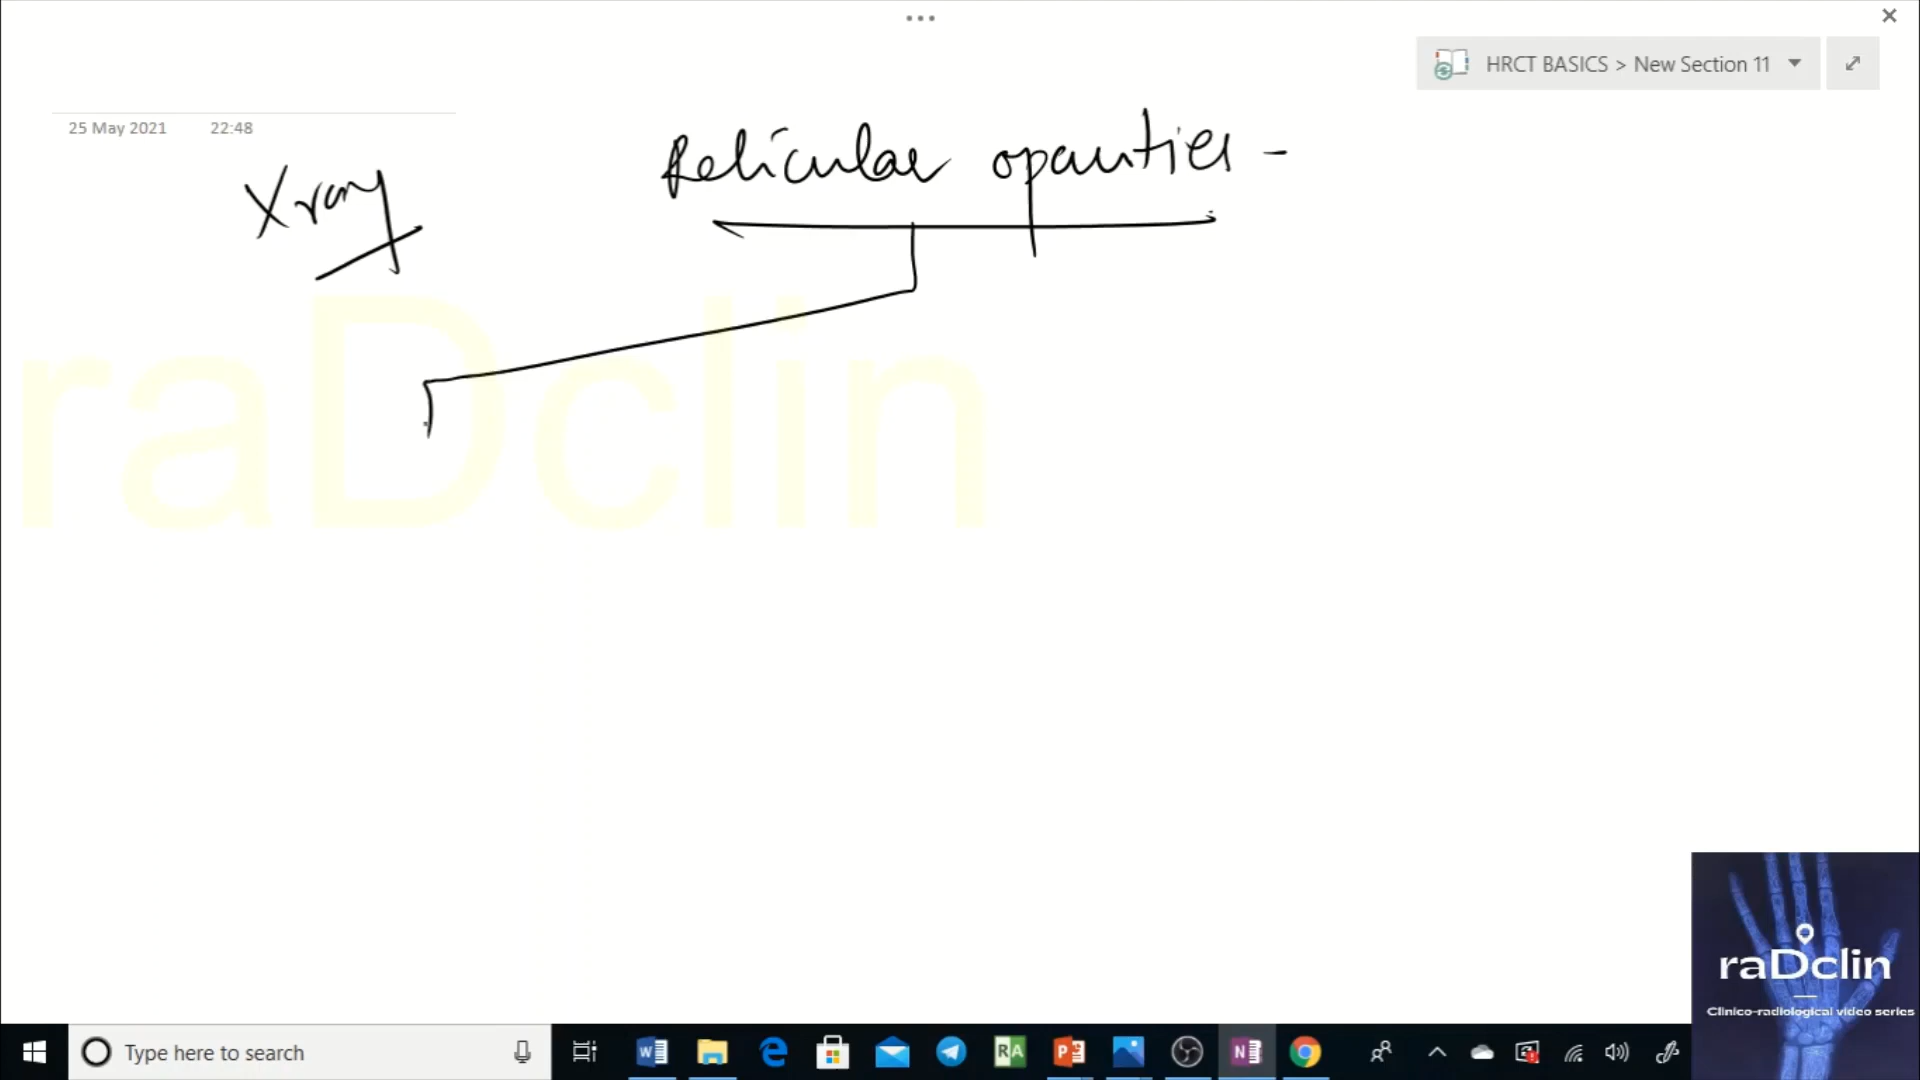 HRCT BASICS > New Section 11
25 May 2021 22:48
Reticular opacities -
Xray
raDclin
raDclin
Clinico-radiological video series
Type here to search